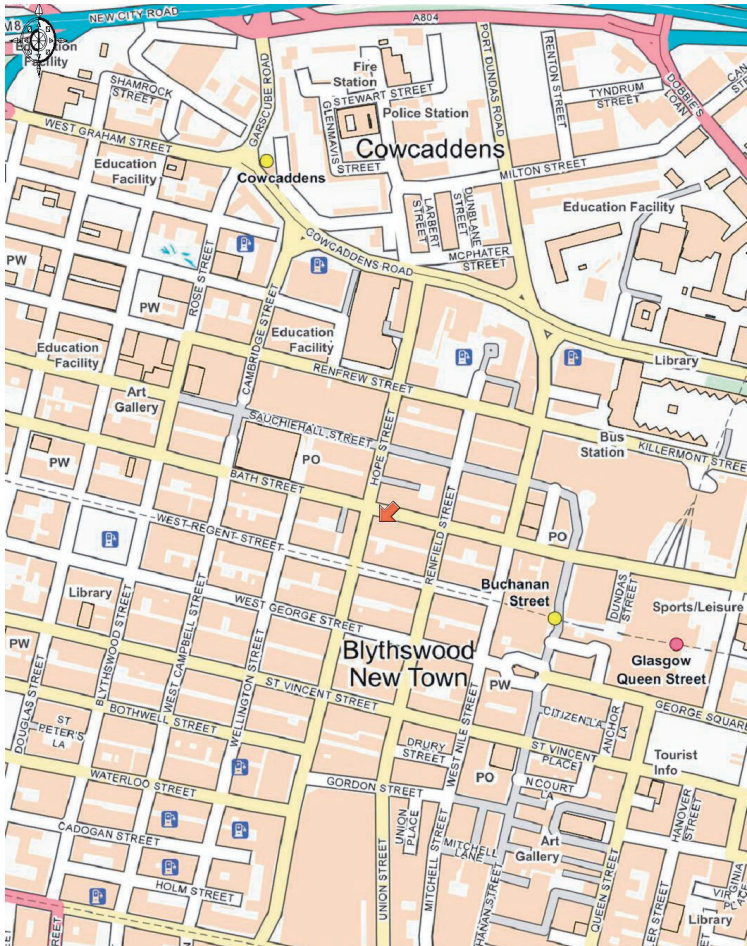 M8
NEW CITY ROAD
A804
Education
Facility
SHAMROCK
STREET
GARSCUBE ROAD
Fire
Station
STEWART STREET
Police Station
GLENMAVIS
STREET
PORT DUNDAS ROAD
RENTON STREET
TYNDRUM
STREET
DOBBIE'S
LOAN
WEST GRAHAM STREET
Cowcaddens
Cowcaddens
MILTON STREET
Education
Facility
LARBERT
STREET
DUNBLANE
STREET
Education Facility
MCPHATER
STREET
COWCADDENS ROAD
PW
ROSE STREET
PW
CAMBRIDGE STREET
Education
Facility
Education
Facility
Library
RENFREW STREET
Art
Gallery
SAUCHIEHALL STREET
HOPE STREET
Bus
Station
KILLERMONT STREET
PW
PO
BATH STREET
WEST REGENT STREET
RENFIELD STREET
PO
Library
BLYTHSWOOD STREET
WEST CAMPBELL STREET
WEST GEORGE STREET
Buchanan
Street
DUNDAS
STREET
Sports/Leisure
PW
Blythswood
New Town
Glasgow
Queen Street
DOUGLAS STREET
WELLINGTON STREET
ST VINCENT STREET
PW
GEORGE SQUARE
ST
PETER'S
LA
BOTHWELL STREET
CITIZEN LA
ANCHOR
LA
DRURY
STREET
WEST NILE STREET
ST VINCENT
PLACE
Tourist
Info
WATERLOO STREET
GORDON STREET
PO
N COURT
LA
CADOGAN STREET
UNION
PLACE
MITCHELL
LANE
Art
Gallery
HANOVER
STREET
HOLM STREET
UNION STREET
MITCHELL STREET
HANAN STREET
QUEEN STREET
VIRGINIA
PLACE
Library
REET
ER STREET